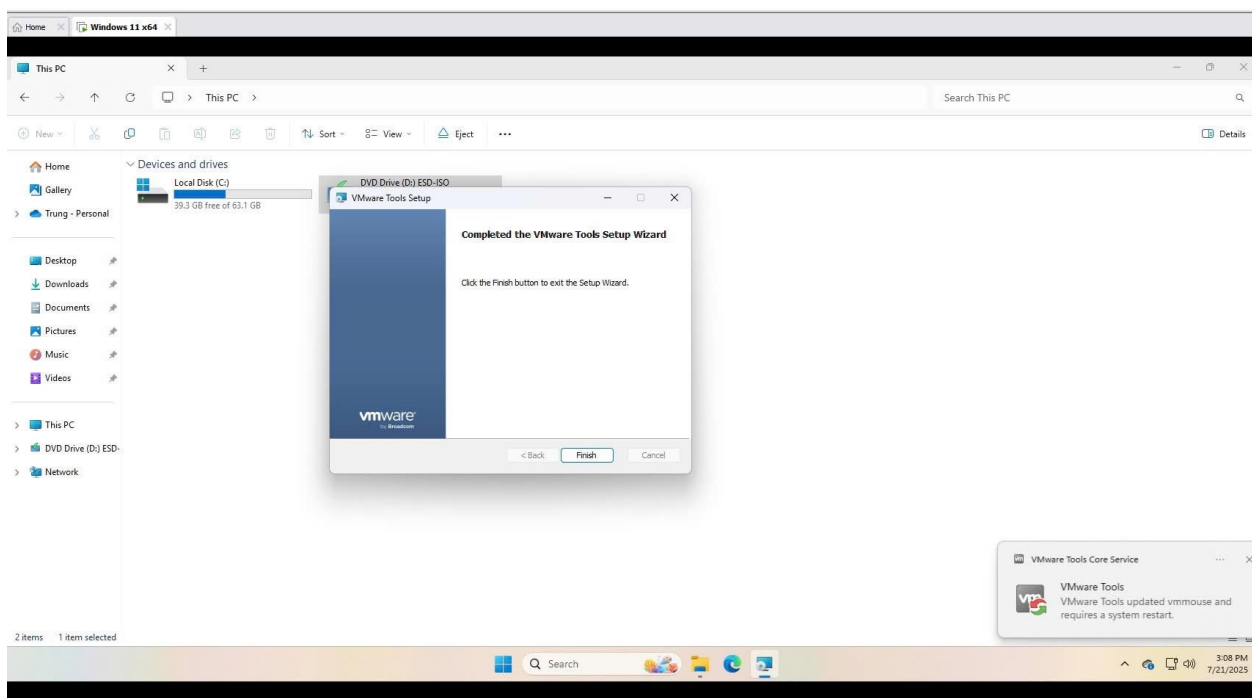 Home
Windows 11 x64
This PC
This PC
Search This PC
New
Sort
View
Eject
Details
Home
Gallery
Trung - Personal
Desktop
Downloads
Documents
Pictures
Music
Videos
This PC
DVD Drive (D:) ESD-
Network
Devices and drives
Local Disk (C:)
39.3 GB free of 63.1 GB
DVD Drive (D:) ESD-ISO
VMware Tools Setup
Completed the VMware Tools Setup Wizard
Click the Finish button to exit the Setup Wizard.
vmware
by Broadcom
< Back
Finish
Cancel
VMware Tools Core Service
VMware Tools
VMware Tools updated vmmouse and
requires a system restart.
2 items
1 item selected
Search
3:08 PM
7/21/2025